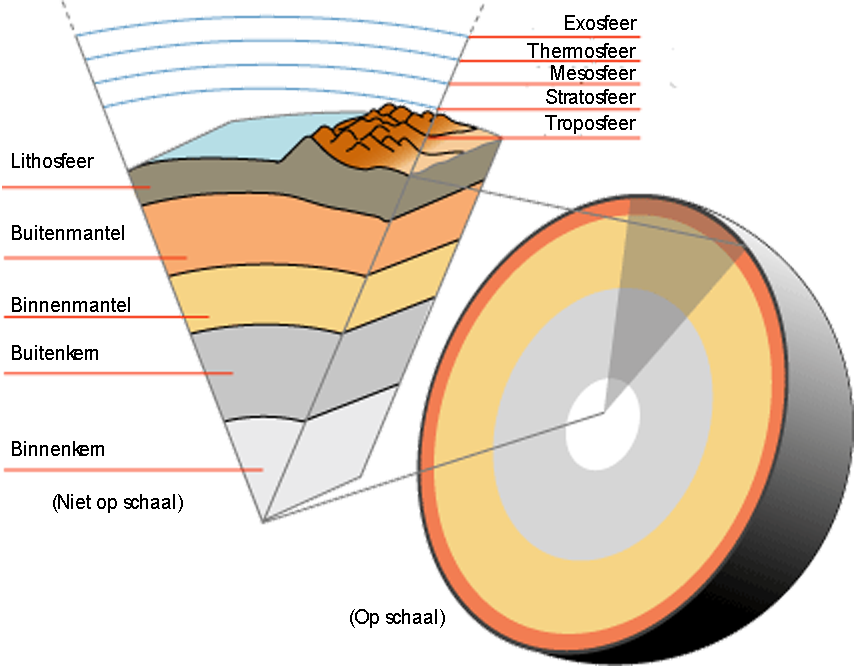 Exosfeer
Thermosfeer
Mesosfeer
Stratosfeer
Troposfeer
Lithosfeer
Buitenmantel
Binnenmantel
Buitenkern
Binnenkern
(Niet op schaal)
(Op schaal)